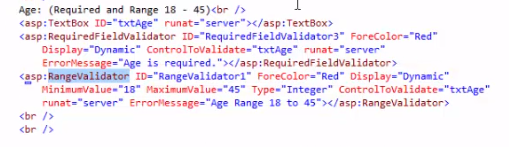 Age: (Required and Range 18 - 45)<br />
<asp:TextBox ID="txtAge" runat="server"></asp:TextBox>
<asp:RequiredFieldValidator ID="RequiredFieldValidator3" ForeColor="Red"
Display="Dynamic" ControlToValidate="txtAge" runat="server"
ErrorMessage="Age is required."></asp:RequiredFieldValidator>
<asp:RangeValidator ID="RangeValidator1" ForeColor="Red" Display="Dynamic"
MinimumValue="18" MaximumValue="45" Type="Integer" ControlToValidate="txtAge"
runat="server" ErrorMessage="Age Range 18 to 45"></asp:RangeValidator>
<br />
<br />